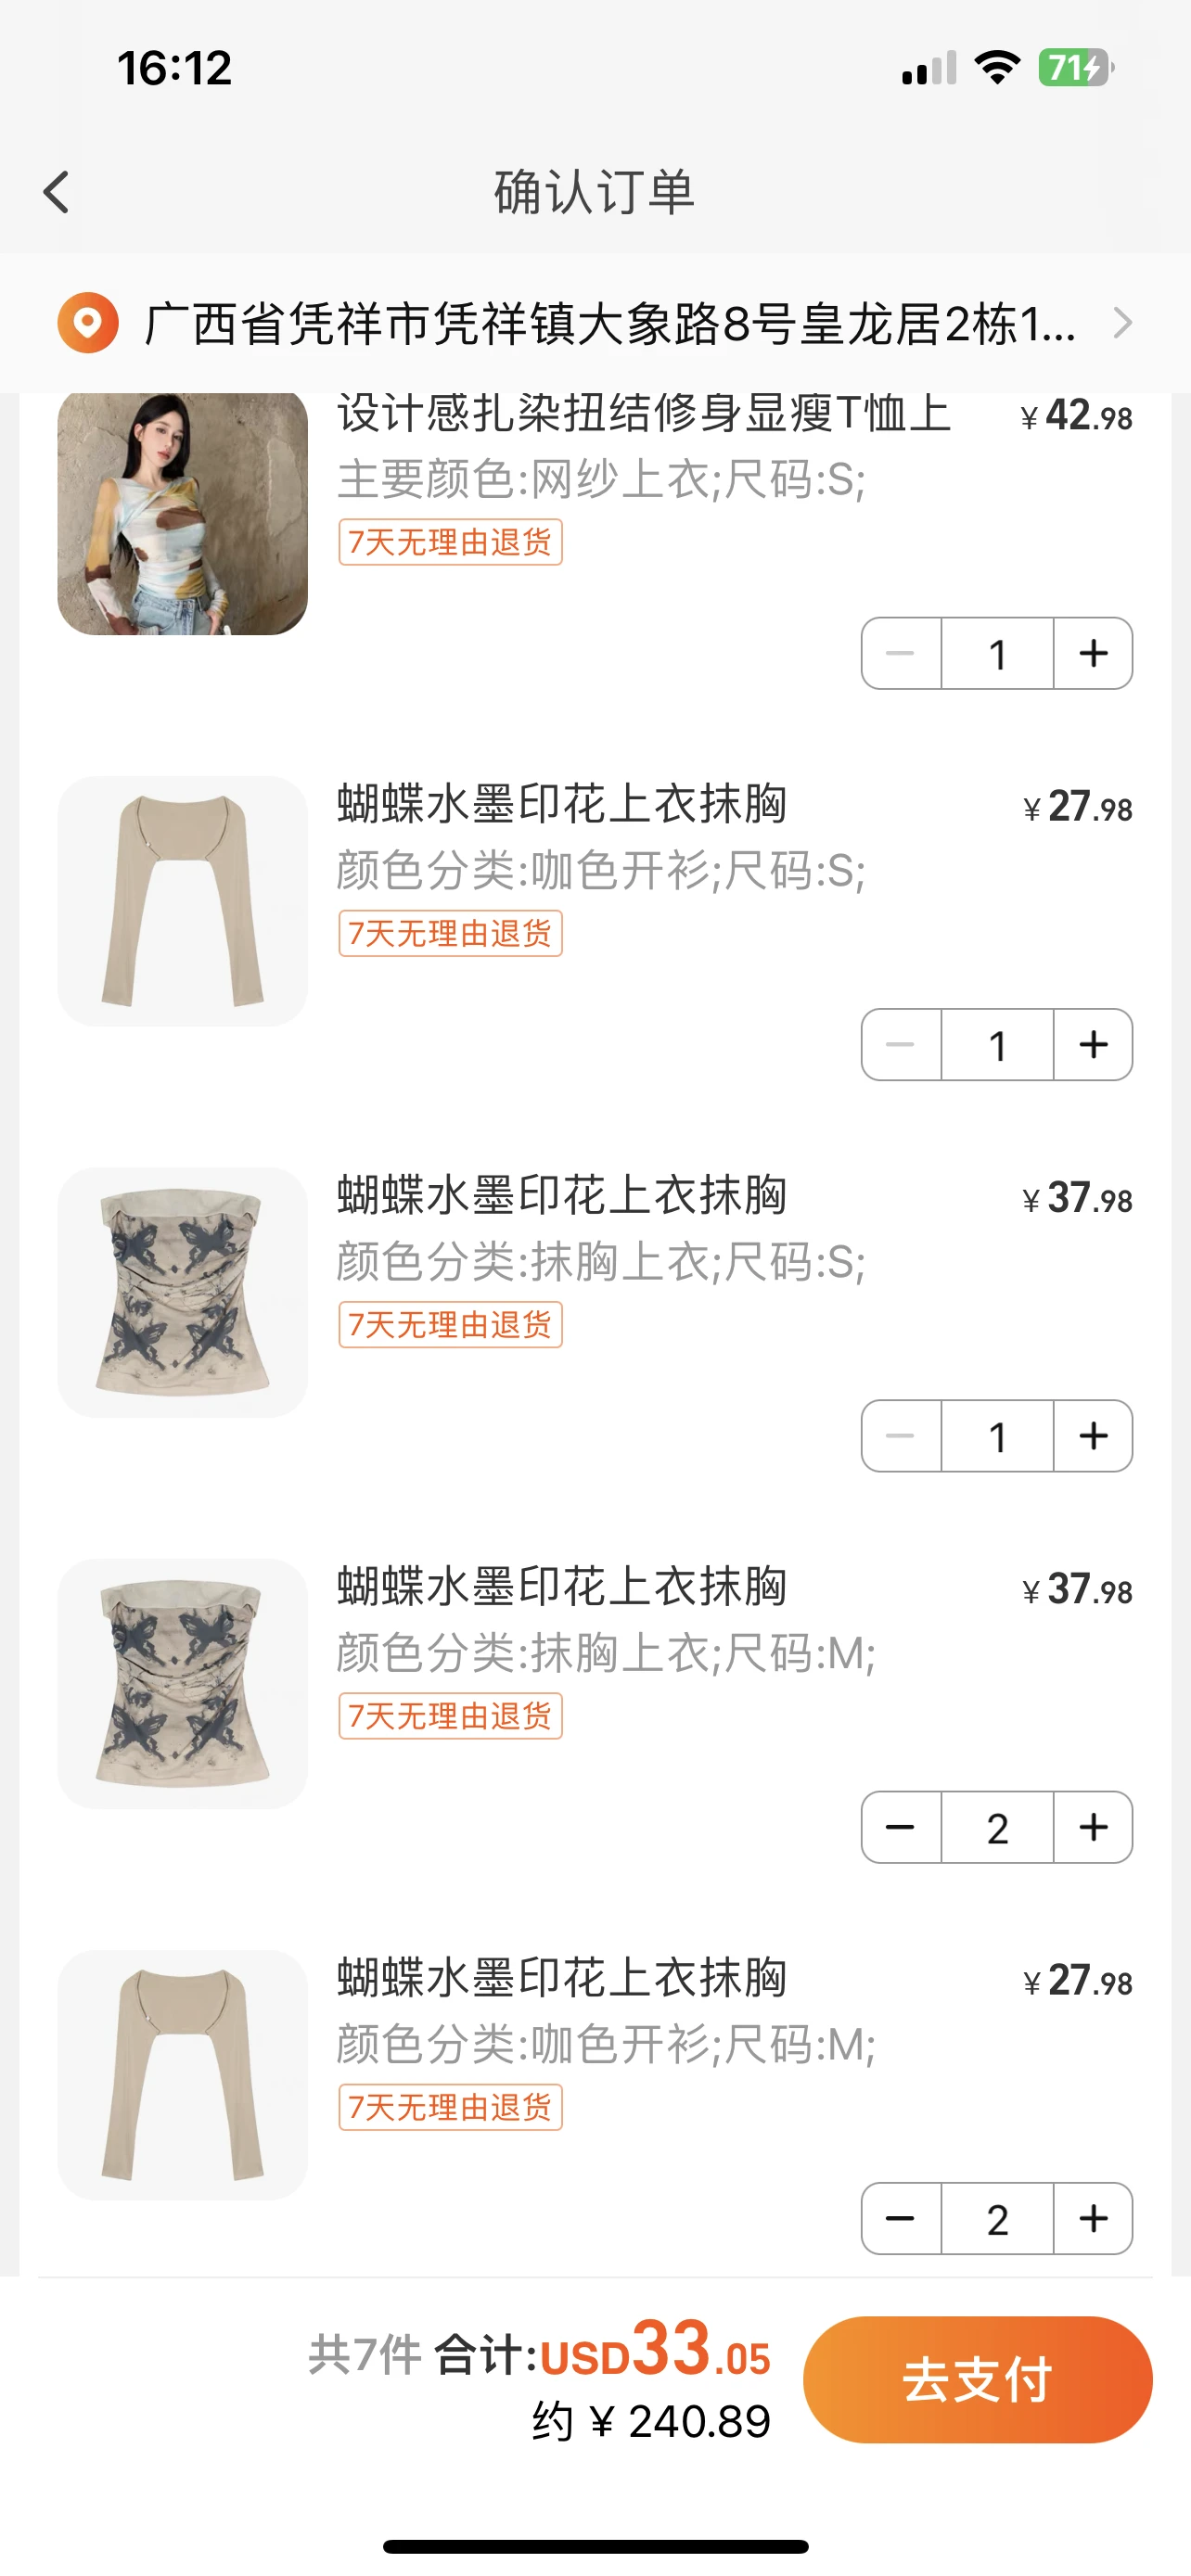 16:12
71
确认订单
广西省凭祥市凭祥镇大象路8号皇龙居2栋1...
设计感扎染扭结修身显瘦T恤上
¥42.98
主要颜色:网纱上衣;尺码:S;
7天无理由退货
1
蝴蝶水墨印花上衣抹胸
¥27.98
颜色分类:咖色开衫;尺码:S;
7天无理由退货
1
蝴蝶水墨印花上衣抹胸
¥37.98
颜色分类:抹胸上衣;尺码:S;
7天无理由退货
1
蝴蝶水墨印花上衣抹胸
¥37.98
颜色分类:抹胸上衣;尺码:M;
7天无理由退货
2
蝴蝶水墨印花上衣抹胸
¥27.98
颜色分类:咖色开衫;尺码:M;
7天无理由退货
2
共7件 合计:USD33.05
约 ¥ 240.89
去支付